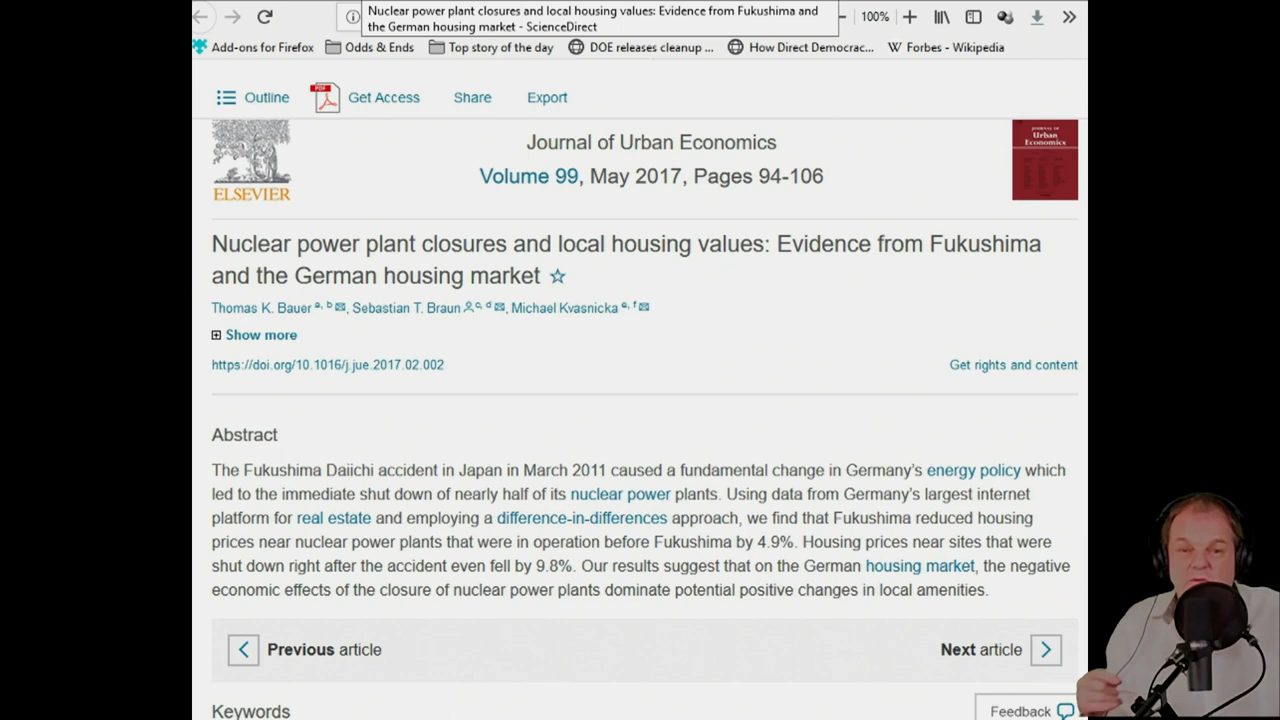 Nuclear power plant closures and local housing values: Evidence from Fukushima and
the German housing market - ScienceDirect
100%
Add-ons for Firefox
Odds & Ends
Top story of the day
DOE releases cleanup ...
How Direct Democrac...
W Forbes - Wikipedia
Outline
PDF
Get Access
Share
Export
ELSEVIER
Journal of Urban Economics
Volume 99, May 2017, Pages 94-106
JOURNAL OF
Urban
Economics
Nuclear power plant closures and local housing values: Evidence from Fukushima
and the German housing market
Thomas K. Bauer a, b, Sebastian T. Braun c, d, Michael Kvasnicka e, f
Show more
https://doi.org/10.1016/j.jue.2017.02.002
Get rights and content
Abstract
The Fukushima Daiichi accident in Japan in March 2011 caused a fundamental change in Germany's energy policy which
led to the immediate shut down of nearly half of its nuclear power plants. Using data from Germany's largest internet
platform for real estate and employing a difference-in-differences approach, we find that Fukushima reduced housing
prices near nuclear power plants that were in operation before Fukushima by 4.9%. Housing prices near sites that were
shut down right after the accident even fell by 9.8%. Our results suggest that on the German housing market, the negative
economic effects of the closure of nuclear power plants dominate potential positive changes in local amenities.
Previous article
Next article
Keywords
Feedback